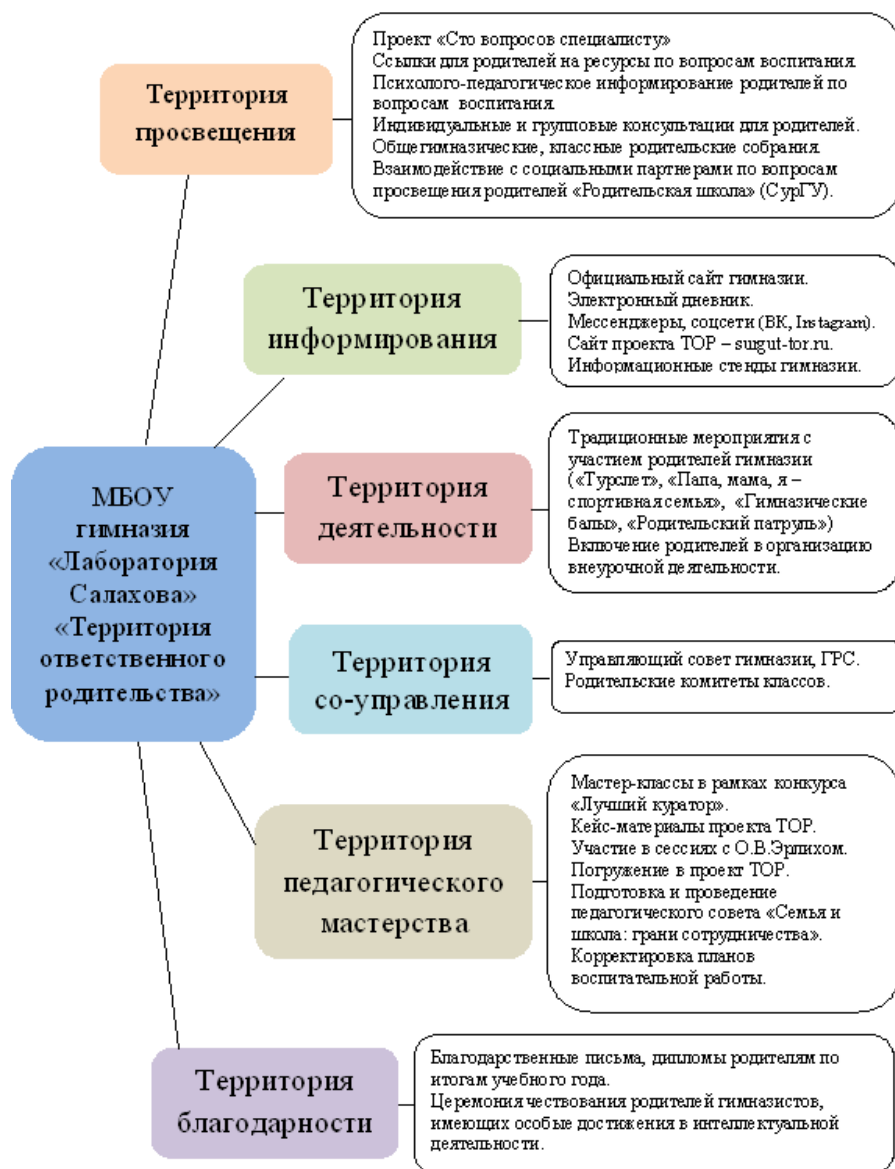 Территория
просвещения
Проект «Сто вопросов специалисту»
Ссылки для родителей на ресурсы по вопросам воспитания.
Психолого-педагогическое информирование родителей по
вопросам воспитания.
Индивидуальные и групповые консультации для родителей.
Общегимназические, классные родительские собрания.
Взаимодействие с социальными партнерами по вопросам
просвещения родителей «Родительская школа» (СурГУ).
Территория
информирования
Официальный сайт гимназии.
Электронный дневник.
Мессенджеры, соцсети (ВК, Instagram).
Сайт проекта ТОР – surgut-tor.ru.
Информационные стенды гимназии.
МБОУ
гимназия
«Лаборатория
Салахова»
«Территория
ответственного
родительства»
Территория
деятельности
Традиционные мероприятия с
участием родителей гимназии
(«Турслет», «Папа, мама, я –
спортивная семья», «Гимназические
балы», «Родительский патруль»)
Включение родителей в организацию
внеурочной деятельности.
Территория
со-управления
Управляющий совет гимназии, ГРС.
Родительские комитеты классов.
Территория
педагогического
мастерства
Мастер-классы в рамках конкурса
«Лучший куратор».
Кейс-материалы проекта ТОР.
Участие в сессиях с О.В.Эрлихом.
Погружение в проект ТОР.
Подготовка и проведение
педагогического совета «Семья и
школа: грани сотрудничества».
Корректировка планов
воспитательной работы.
Территория
благодарности
Благодарственные письма, дипломы родителям по
итогам учебного года.
Церемония чествования родителей гимназистов,
имеющих особые достижения в интеллектуальной
деятельности.